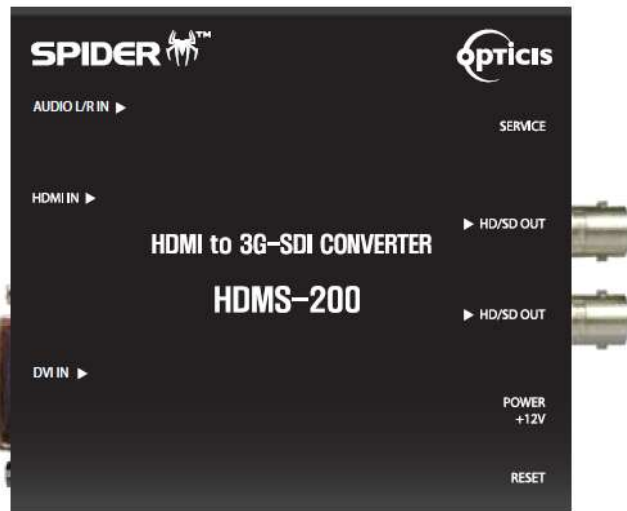 SPIDER™
OPTICIS
AUDIO L/R IN ▶
SERVICE
HDMI IN ▶
▶ HD/SD OUT
HDMI to 3G-SDI CONVERTER
HDMS-200
▶ HD/SD OUT
DVI IN ▶
POWER
+12V
RESET